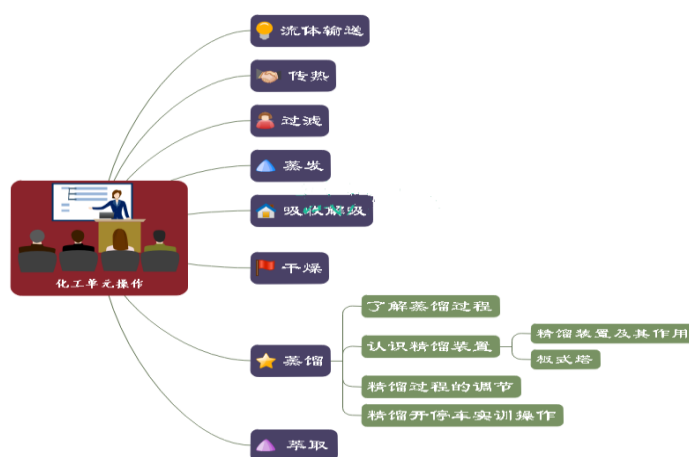 流体输送
传热
过滤
蒸发
吸收解吸
干燥
化工单元操作
了解蒸馏过程
精馏装置及其作用
认识精馏装置
板式塔
蒸馏
精馏过程的调节
精馏开停车实训操作
萃取